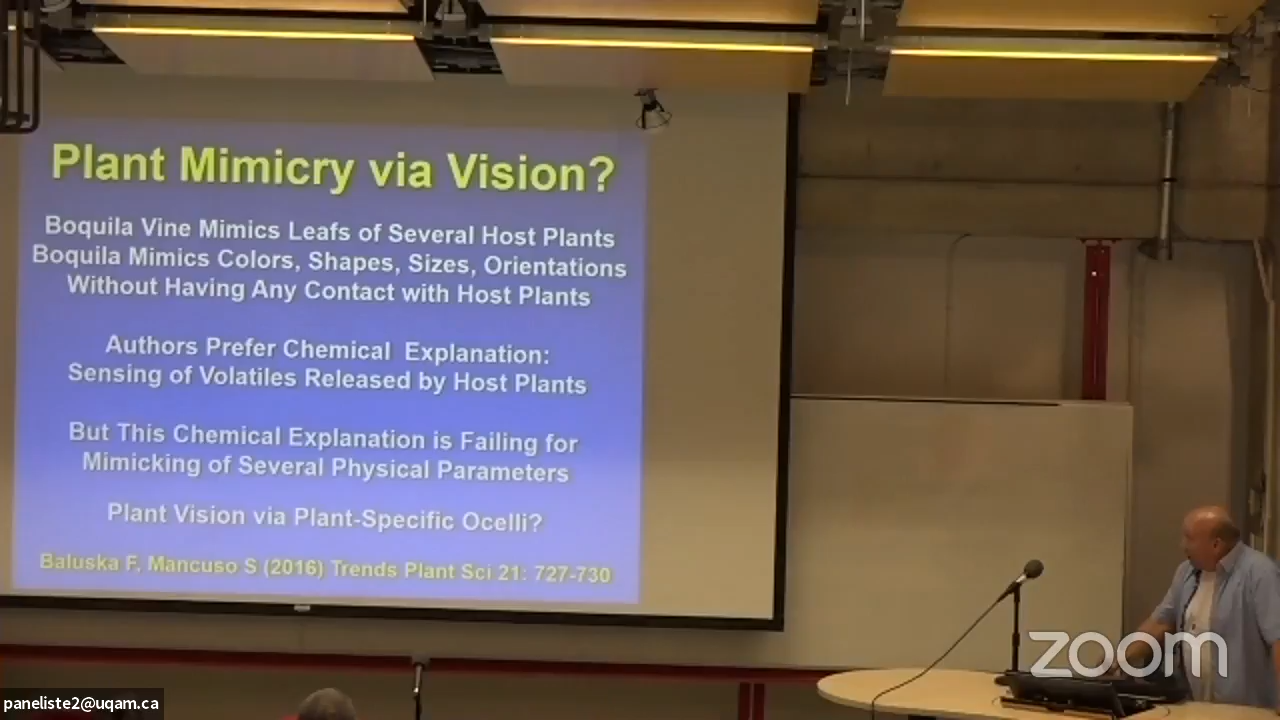 Plant Mimicry via Vision?
Boquila Vine Mimics Leafs of Several Host Plants
Boquila Mimics Colors, Shapes, Sizes, Orientations
Without Having Any Contact with Host Plants
Authors Prefer Chemical Explanation:
Sensing of Volatiles Released by Host Plants
But This Chemical Explanation is Failing for
Mimicking of Several Physical Parameters
Plant Vision via Plant-Specific Ocelli?
Baluska F, Mancuso S (2016) Trends Plant Sci 21: 727-730
zoom
paneliste2@uqam.ca